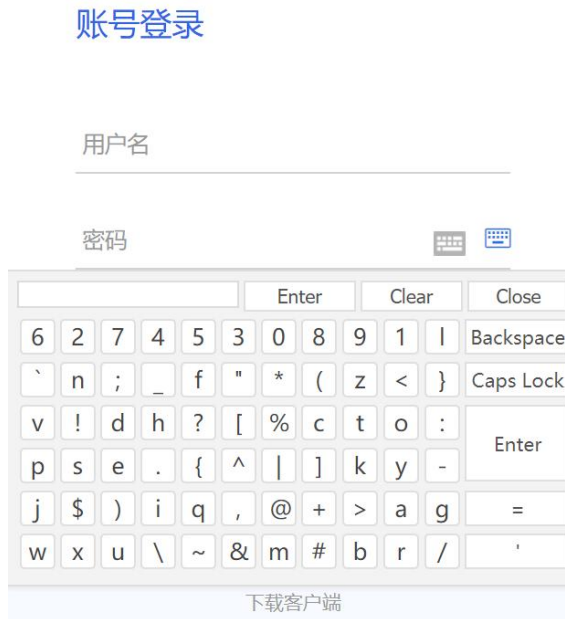 账号登录
用户名
密码
Enter Clear Close
6 2 7 4 5 3 0 8 9 1 l Backspace
` n ; _ f " * ( z < } Caps Lock
v ! d h ? [ % c t o : Enter
p s e . { ^ | ] k y -
j $ ) i q , @ + > a g =
w x u \ ~ & m # b r / '
下载客户端